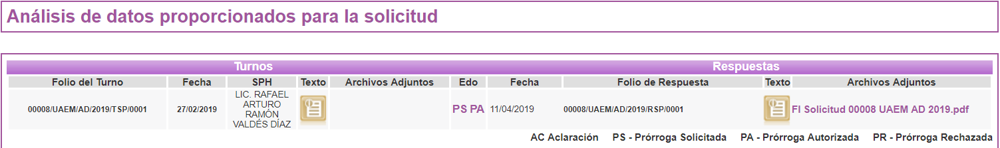 Análisis de datos proporcionados para la solicitud
Turnos Respuestas
Folio del Turno Fecha SPH Texto Archivos Adjuntos Edo Fecha Folio de Respuesta Texto Archivos Adjuntos
00008/UAEM/AD/2019/TSP/0001 27/02/2019 LIC. RAFAEL
ARTURO
RAMÓN
VALDÉS DÍAZ PS PA 11/04/2019 00008/UAEM/AD/2019/RSP/0001 FI Solicitud 00008 UAEM AD 2019.pdf
AC Aclaración PS - Prórroga Solicitada PA - Prórroga Autorizada PR - Prórroga Rechazada